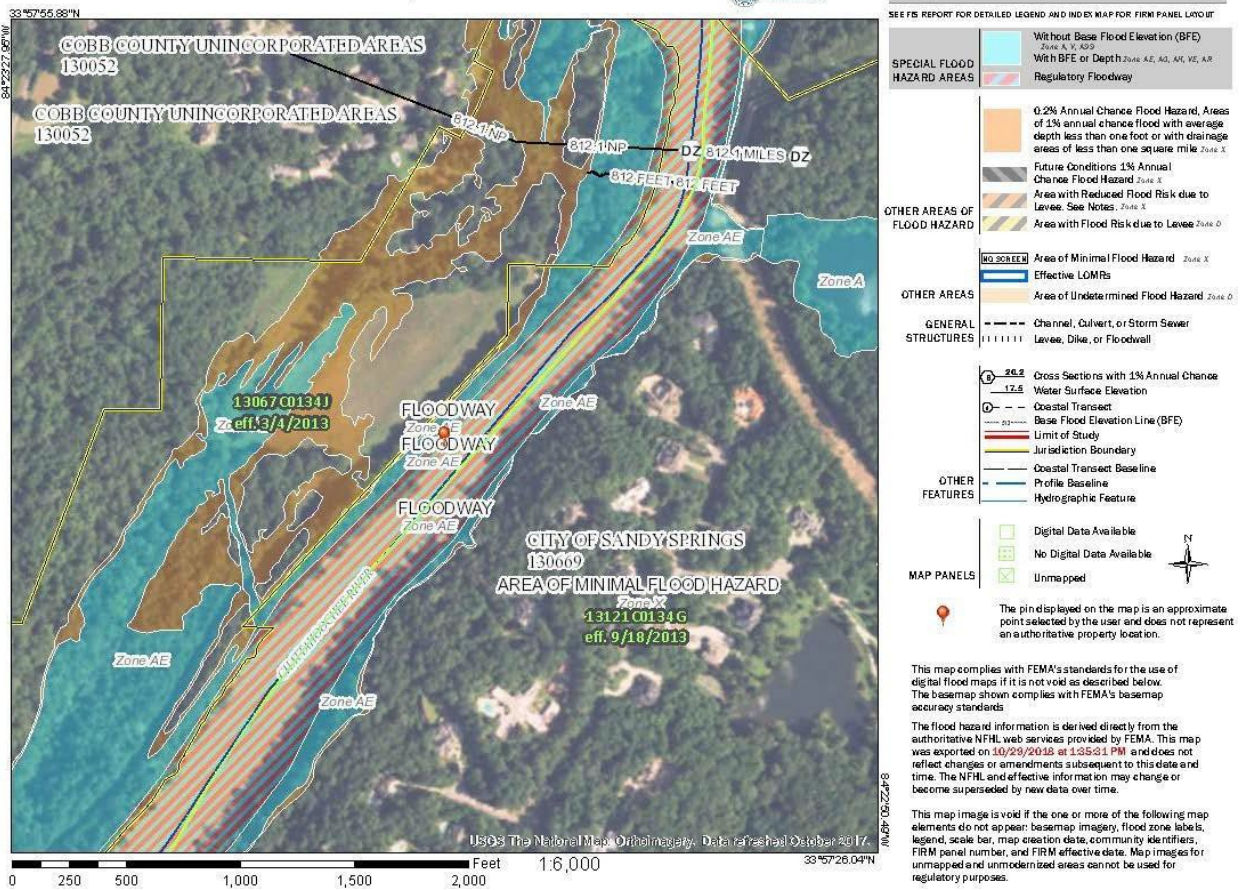 33°57'55.88"N
84°23'27.95"W
COBB COUNTY UNINCORPORATED AREAS
130052
COBB COUNTY UNINCORPORATED AREAS
130052
812.1 NP
812.1 NP
DZ 812.1 MILES DZ
812 FEET 812 FEET
Zone AE
Zone A
13067C0134J
eff. 3/4/2013
FLOODWAY
Zone AE
FLOODWAY
Zone AE
Zone AE
FLOODWAY
Zone AE
CITY OF SANDY SPRINGS
130669
AREA OF MINIMAL FLOOD HAZARD
Zone X
13121C0134G
eff. 9/18/2013
CHATTAHOOCHEE RIVER
Zone AE
Zone AE
USGS The National Map: Orthoimagery. Data refreshed October 2017.
84°22'50.49"W
33°57'26.04"N
Feet 1:6,000
0 250 500 1,000 1,500 2,000
SEE FIS REPORT FOR DETAILED LEGEND AND INDEX MAP FOR FIRM PANEL LAYOUT
SPECIAL FLOOD
HAZARD AREAS
Without Base Flood Elevation (BFE)
Zone A, V, A99
With BFE or Depth Zone AE, AO, AH, VE, AR
Regulatory Floodway
OTHER AREAS OF
FLOOD HAZARD
0.2% Annual Chance Flood Hazard, Areas
of 1% annual chance flood with average
depth less than one foot or with drainage
areas of less than one square mile Zone X
Future Conditions 1% Annual
Chance Flood Hazard Zone X
Area with Reduced Flood Risk due to
Levee. See Notes. Zone X
Area with Flood Risk due to Levee Zone D
OTHER AREAS
NO SCREEN Area of Minimal Flood Hazard Zone X
Effective LOMRs
Area of Undetermined Flood Hazard Zone D
GENERAL
STRUCTURES
Channel, Culvert, or Storm Sewer
Levee, Dike, or Floodwall
OTHER
FEATURES
20.2 Cross Sections with 1% Annual Chance
17.5 Water Surface Elevation
Coastal Transect
Base Flood Elevation Line (BFE)
Limit of Study
Jurisdiction Boundary
Coastal Transect Baseline
Profile Baseline
Hydrographic Feature
MAP PANELS
Digital Data Available
No Digital Data Available
Unmapped
N
The pin displayed on the map is an approximate
point selected by the user and does not represent
an authoritative property location.
This map complies with FEMA's standards for the use of
digital flood maps if it is not void as described below.
The basemap shown complies with FEMA's basemap
accuracy standards
The flood hazard information is derived directly from the
authoritative NFHL web services provided by FEMA. This map
was exported on 10/29/2018 at 1:35:31 PM and does not
reflect changes or amendments subsequent to this date and
time. The NFHL and effective information may change or
become superseded by new data over time.
This map image is void if the one or more of the following map
elements do not appear: basemap imagery, flood zone labels,
legend, scale bar, map creation date, community identifiers,
FIRM panel number, and FIRM effective date. Map images for
unmapped and unmodernized areas cannot be used for
regulatory purposes.